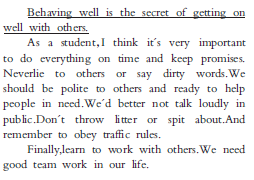 Behaving well is the secret of getting on
well with others.
As a student,I think it's very important
to do everything on time and keep promises.
Neverlie to others or say dirty words.We
should be polite to others and ready to help
people in need.We'd better not talk loudly in
public.Don't throw litter or spit about.And
remember to obey traffic rules.
Finally,learn to work with others.We need
good team work in our life.